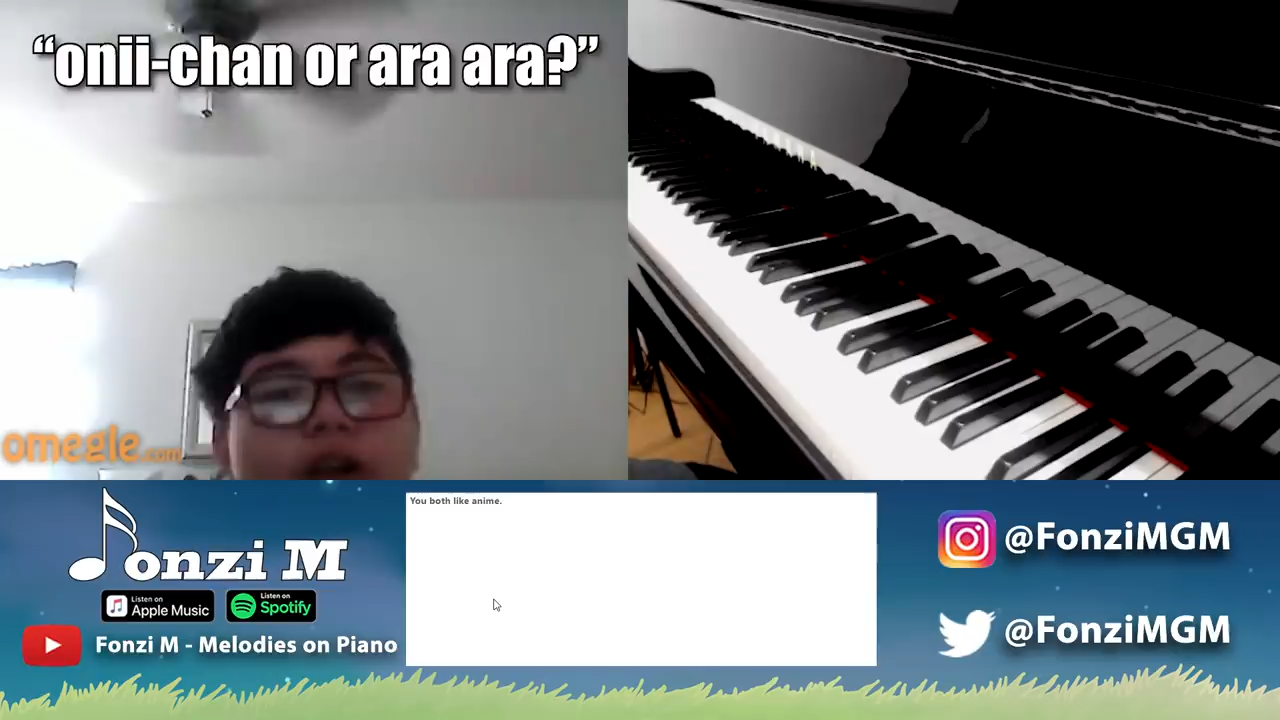 “onii-chan or ara ara?”
YAMAHA
omegle.com
You both like anime.
Fonzi M
Listen on
Apple Music
Listen on
Spotify
Fonzi M - Melodies on Piano
@FonziMGM
@FonziMGM